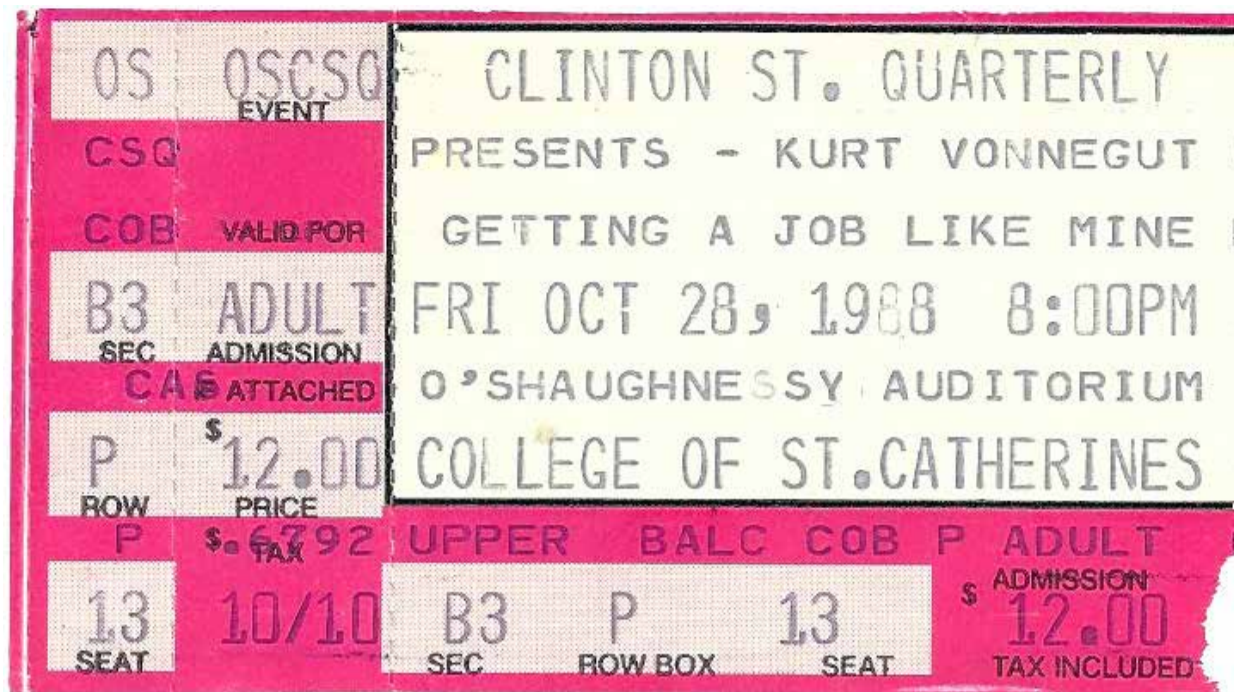 OS OSCSQ
EVENT
CSQ
COB VALID FOR
B3 ADULT
SEC ADMISSION
CA ATTACHED
P $12.00
ROW PRICE
P $.6792
TAX
13 10/10
SEAT
CLINTON ST. QUARTERLY
PRESENTS - KURT VONNEGUT
GETTING A JOB LIKE MINE
FRI OCT 28, 1988 8:00PM
O'SHAUGHNESSY AUDITORIUM
COLLEGE OF ST.CATHERINES
UPPER BALC COB P ADULT
ADMISSION
B3 P 13 $12.00
SEC ROW BOX SEAT TAX INCLUDED